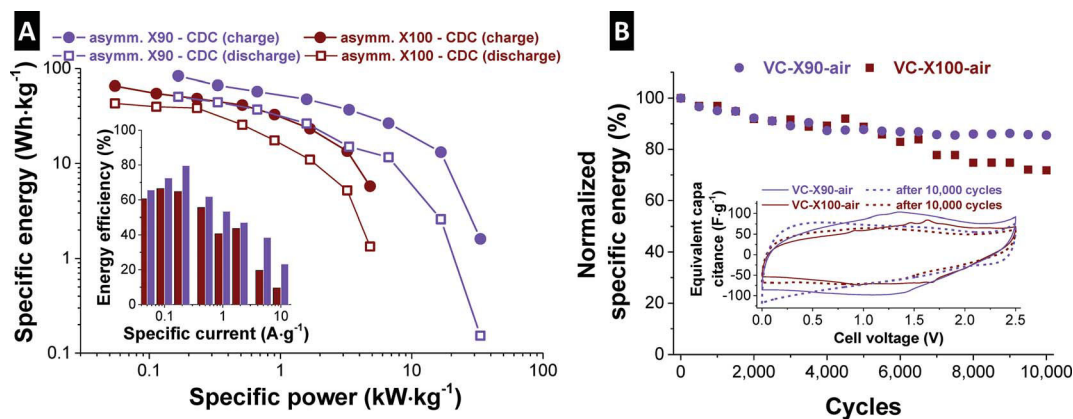 A
asymm. X90 - CDC (charge)
asymm. X100 - CDC (charge)
asymm. X90 - CDC (discharge)
asymm. X100 - CDC (discharge)
Specific energy (Wh·kg-1)
100
10
1
0.1
0.1
1
10
100
Specific power (kW·kg-1)
Energy efficiency (%)
100
80
60
40
20
0
0.1
1
10
Specific current (A·g-1)
B
VC-X90-air
VC-X100-air
Normalized
specific energy (%)
100
80
60
40
20
0
0
2,000
4,000
6,000
8,000
10,000
Cycles
VC-X90-air
after 10,000 cycles
VC-X100-air
after 10,000 cycles
Equivalent capa
citance (F·g-1)
100
50
0
-50
-100
0.0
0.5
1.0
1.5
2.0
2.5
Cell voltage (V)